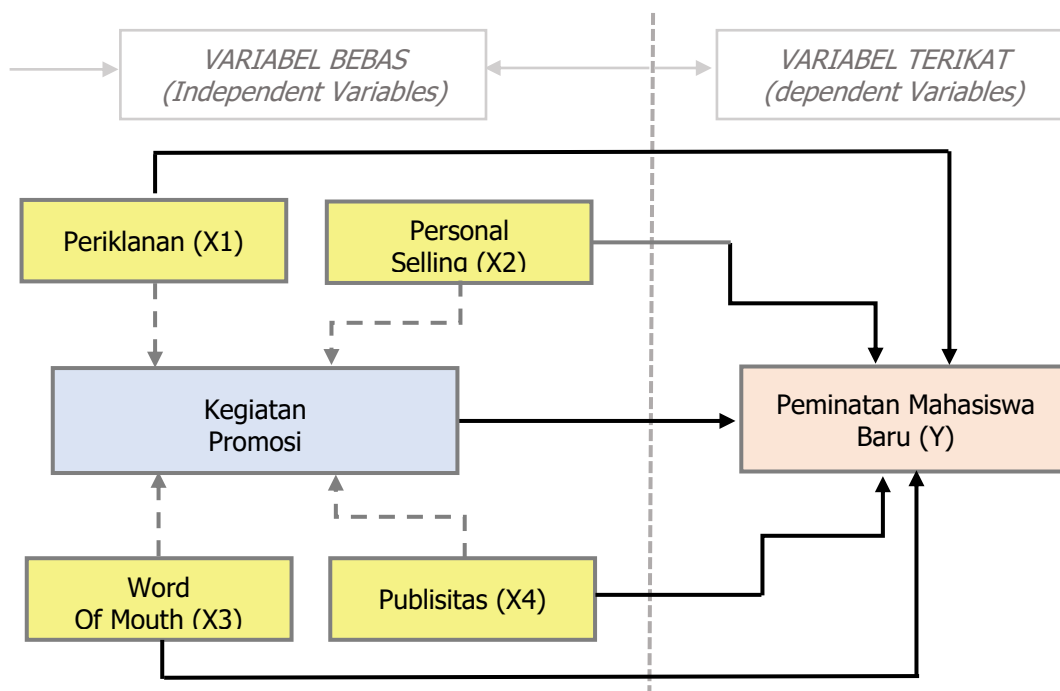 VARIABEL BEBAS
(Independent Variables)
VARIABEL TERIKAT
(dependent Variables)
Periklanan (X1)
Personal
Selling (X2)
Kegiatan
Promosi
Peminatan Mahasiswa
Baru (Y)
Word
Of Mouth (X3)
Publisitas (X4)